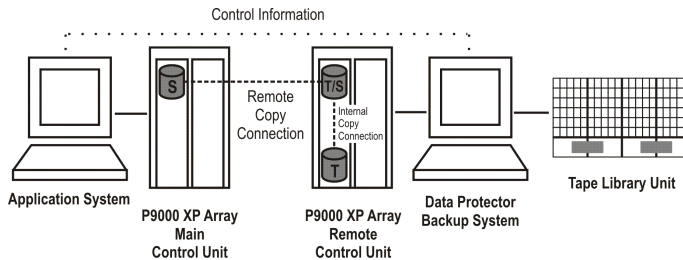 Control Information
S
T/S
Remote
Copy
Connection
Internal
Copy
Connection
T
Application System
P9000 XP Array
Main
Control Unit
P9000 XP Array
Remote
Control Unit
Data Protector
Backup System
Tape Library Unit